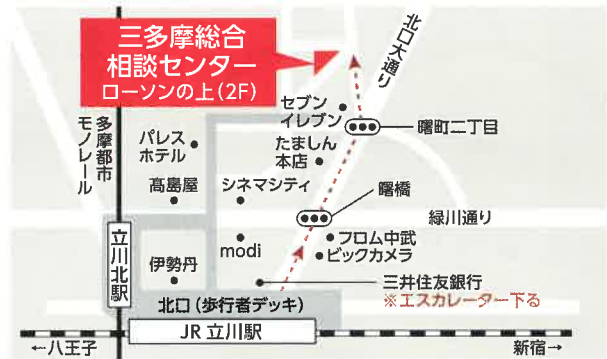 三多摩総合
相談センター
ローソンの上(2F)
北口大通り
多摩都市
モノレール
セブン
イレブン
曙町二丁目
パレス
ホテル
たましん
本店
髙島屋
シネマシティ
曙橋
緑川通り
立川北駅
modi
フロム中武
ビックカメラ
伊勢丹
三井住友銀行
※エスカレーター下る
北口(歩行者デッキ)
JR 立川駅
←八王子
新宿→